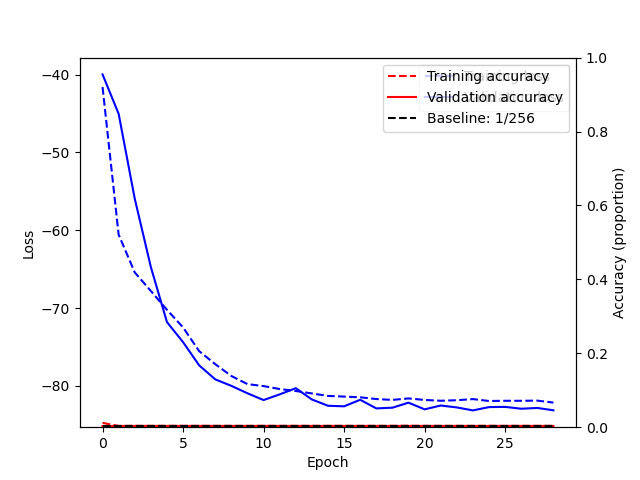 Training accuracy
Validation accuracy
Baseline: 1/256
−40
−50
−60
−70
−80
Loss
1.0
0.8
0.6
0.4
0.2
0.0
Accuracy (proportion)
0
5
10
15
20
25
Epoch